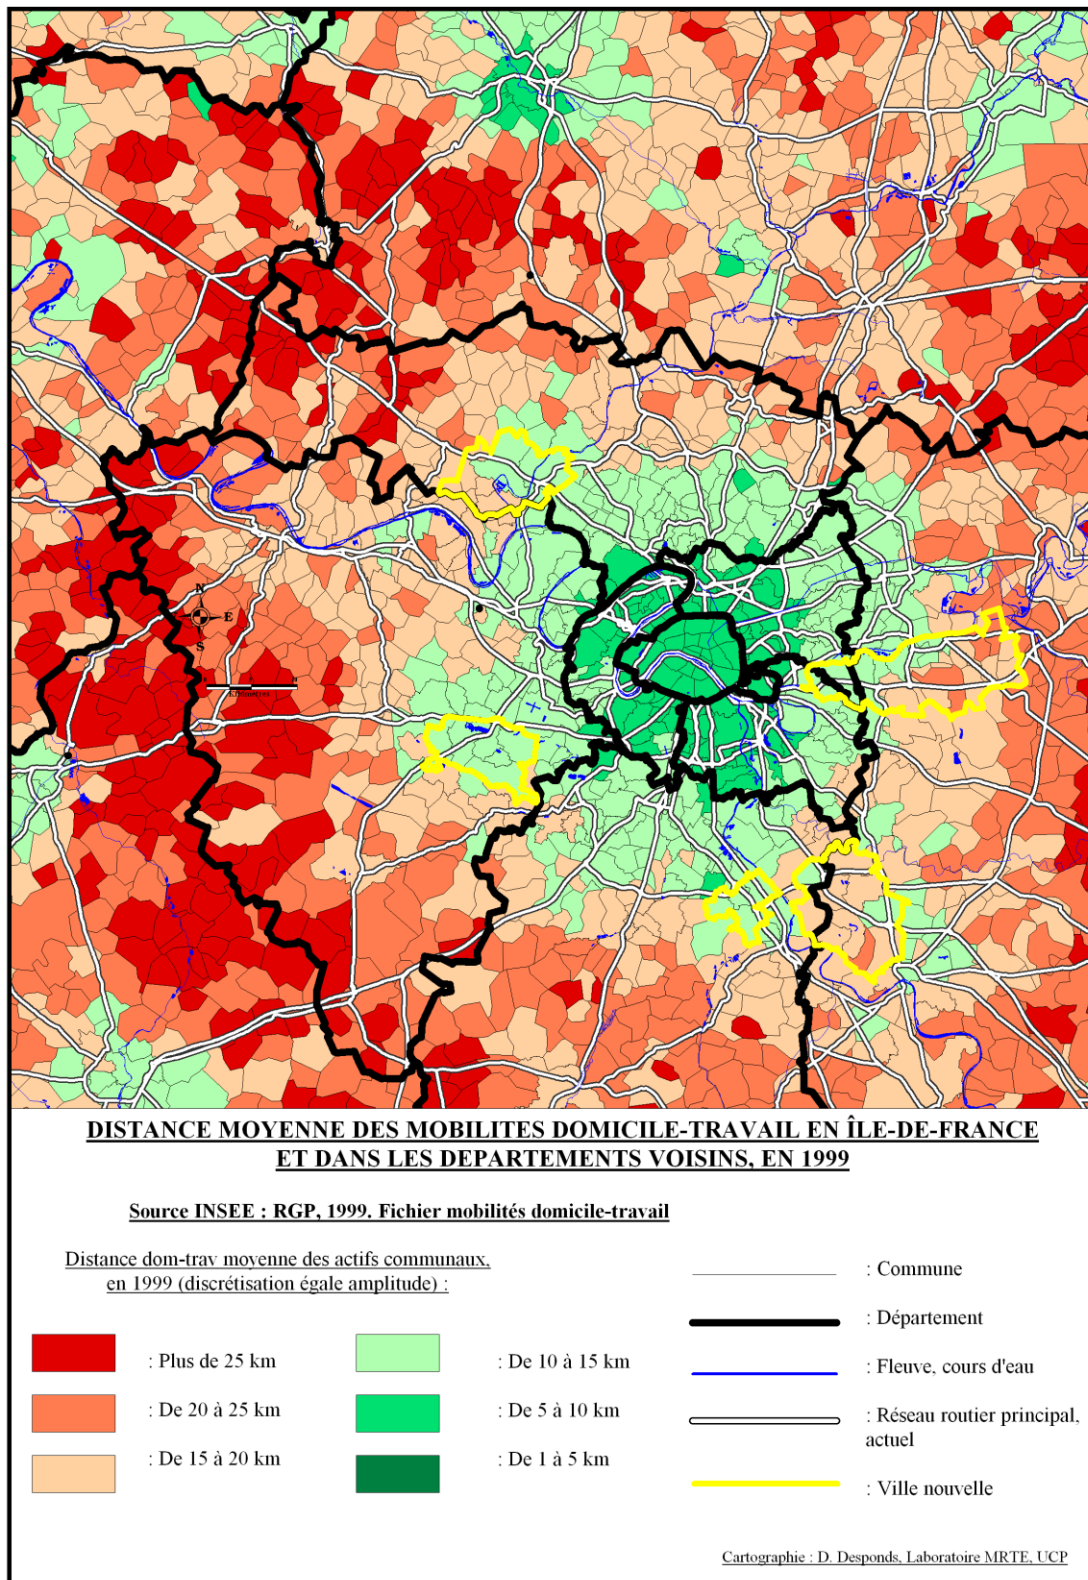 N
E
S
Kilomètres
DISTANCE MOYENNE DES MOBILITES DOMICILE-TRAVAIL EN ÎLE-DE-FRANCE
ET DANS LES DEPARTEMENTS VOISINS, EN 1999
Source INSEE : RGP, 1999. Fichier mobilités domicile-travail
Distance dom-trav moyenne des actifs communaux,
en 1999 (discrétisation égale amplitude) :
: Plus de 25 km
: De 20 à 25 km
: De 15 à 20 km
: De 10 à 15 km
: De 5 à 10 km
: De 1 à 5 km
: Commune
: Département
: Fleuve, cours d'eau
: Réseau routier principal,
actuel
: Ville nouvelle
Cartographie : D. Desponds, Laboratoire MRTE, UCP